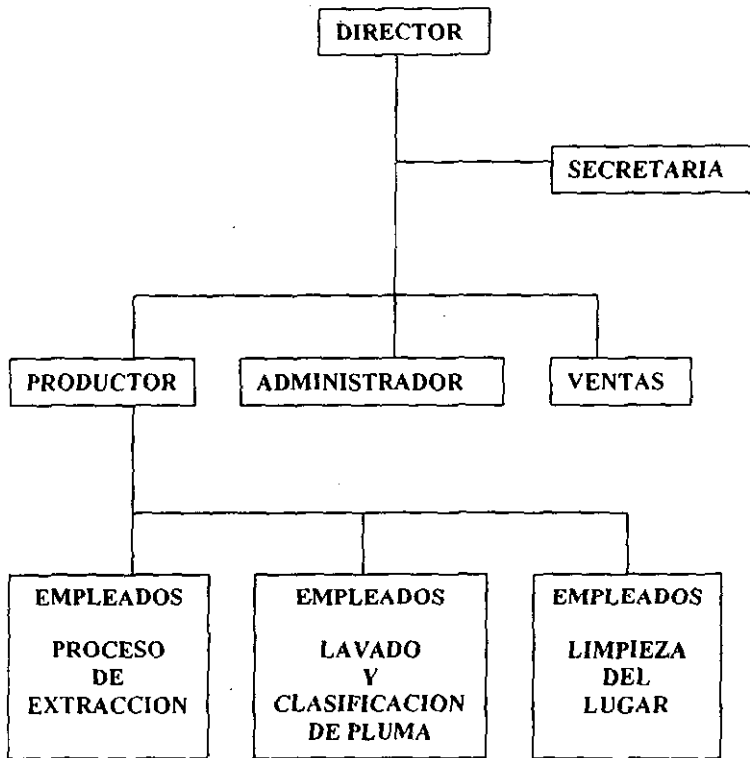 DIRECTOR
SECRETARIA
PRODUCTOR
ADMINISTRADOR
VENTAS
EMPLEADOS
PROCESO
DE
EXTRACCION
EMPLEADOS
LAVADO
Y
CLASIFICACION
DE PLUMA
EMPLEADOS
LIMPIEZA
DEL
LUGAR